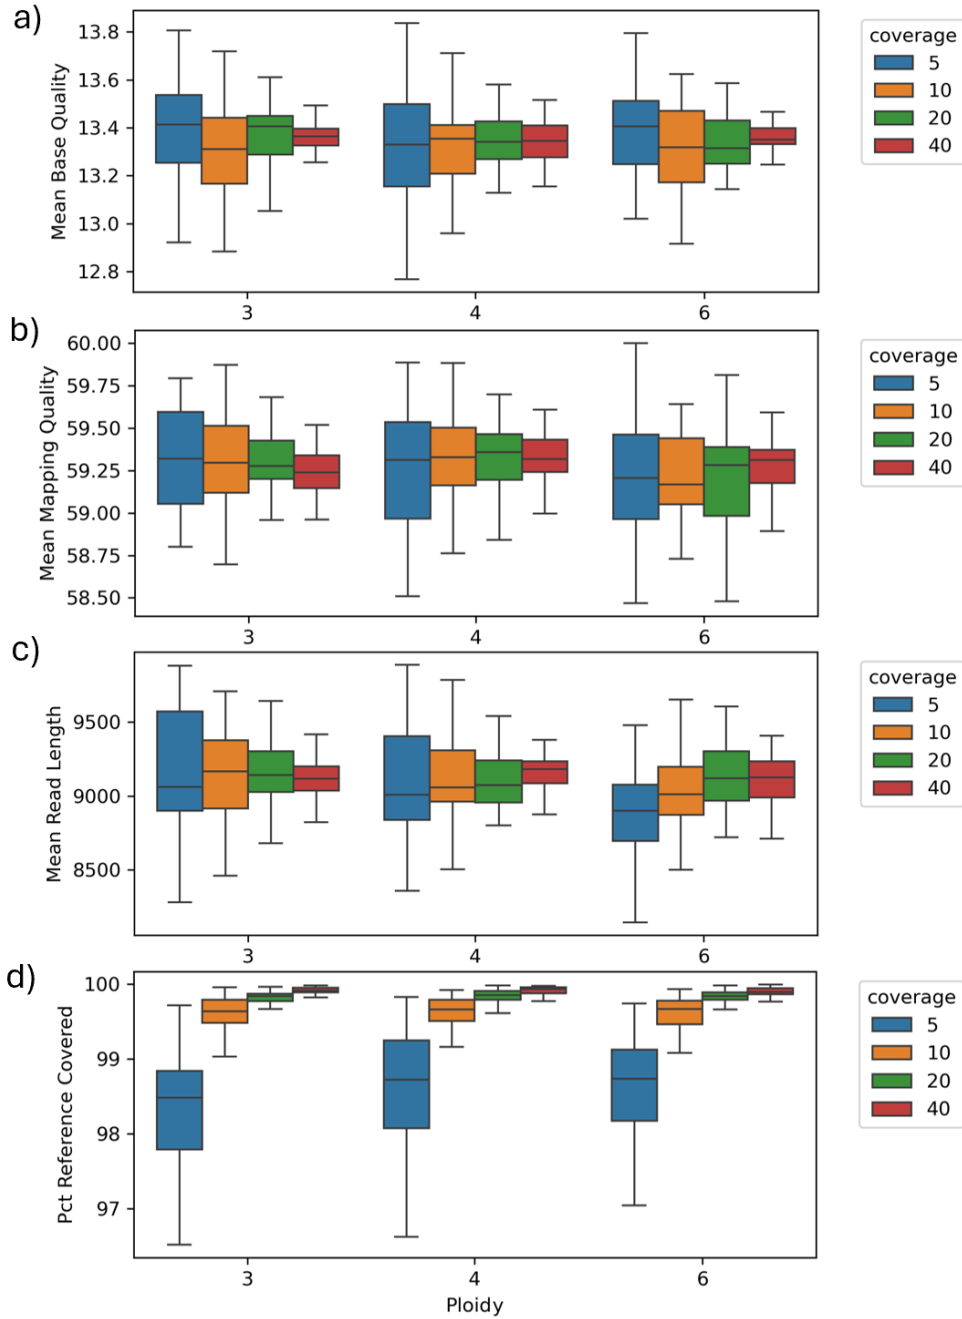 a)
Mean Base Quality
13.8
13.6
13.4
13.2
13.0
12.8
3 4 6
coverage
5
10
20
40
b)
Mean Mapping Quality
60.00
59.75
59.50
59.25
59.00
58.75
58.50
3 4 6
coverage
5
10
20
40
c)
Mean Read Length
9500
9000
8500
3 4 6
coverage
5
10
20
40
d)
Pct Reference Covered
100
99
98
97
3 4 6
Ploidy
coverage
5
10
20
40